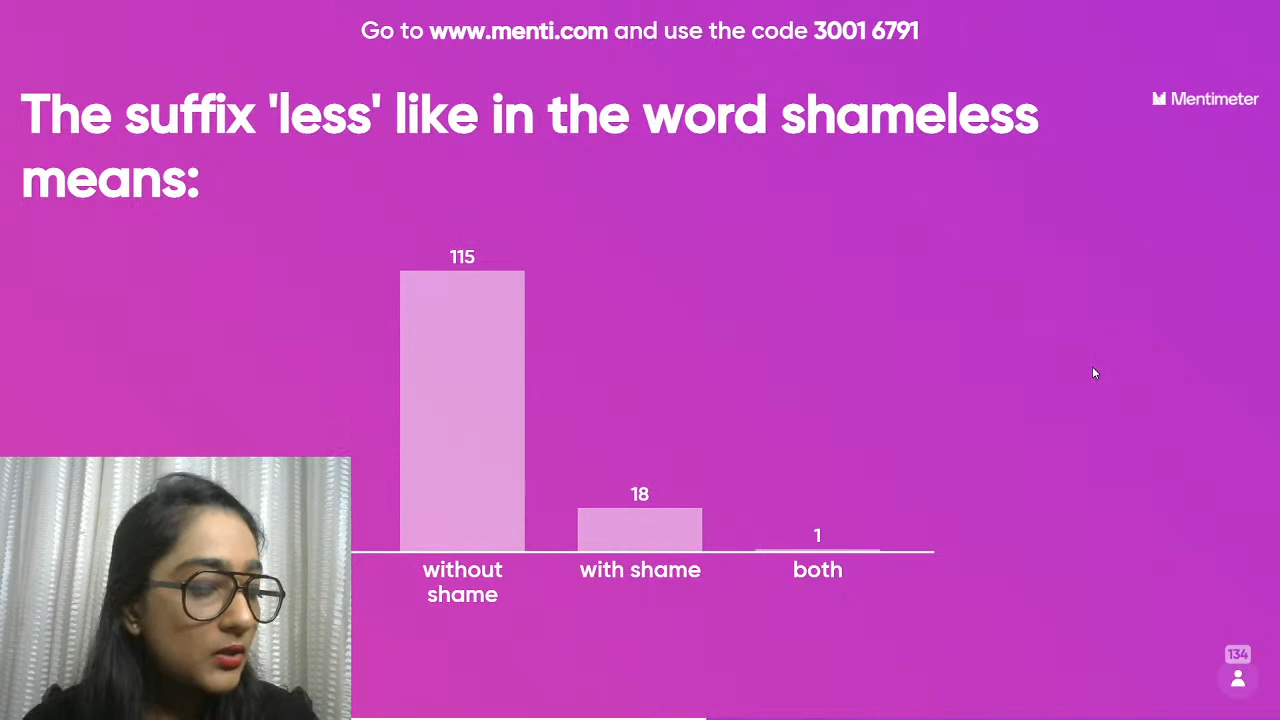 Go to www.menti.com and use the code 3001 6791
Mentimeter
The suffix 'less' like in the word shameless
means:
115
18
1
without
shame
with shame
both
134